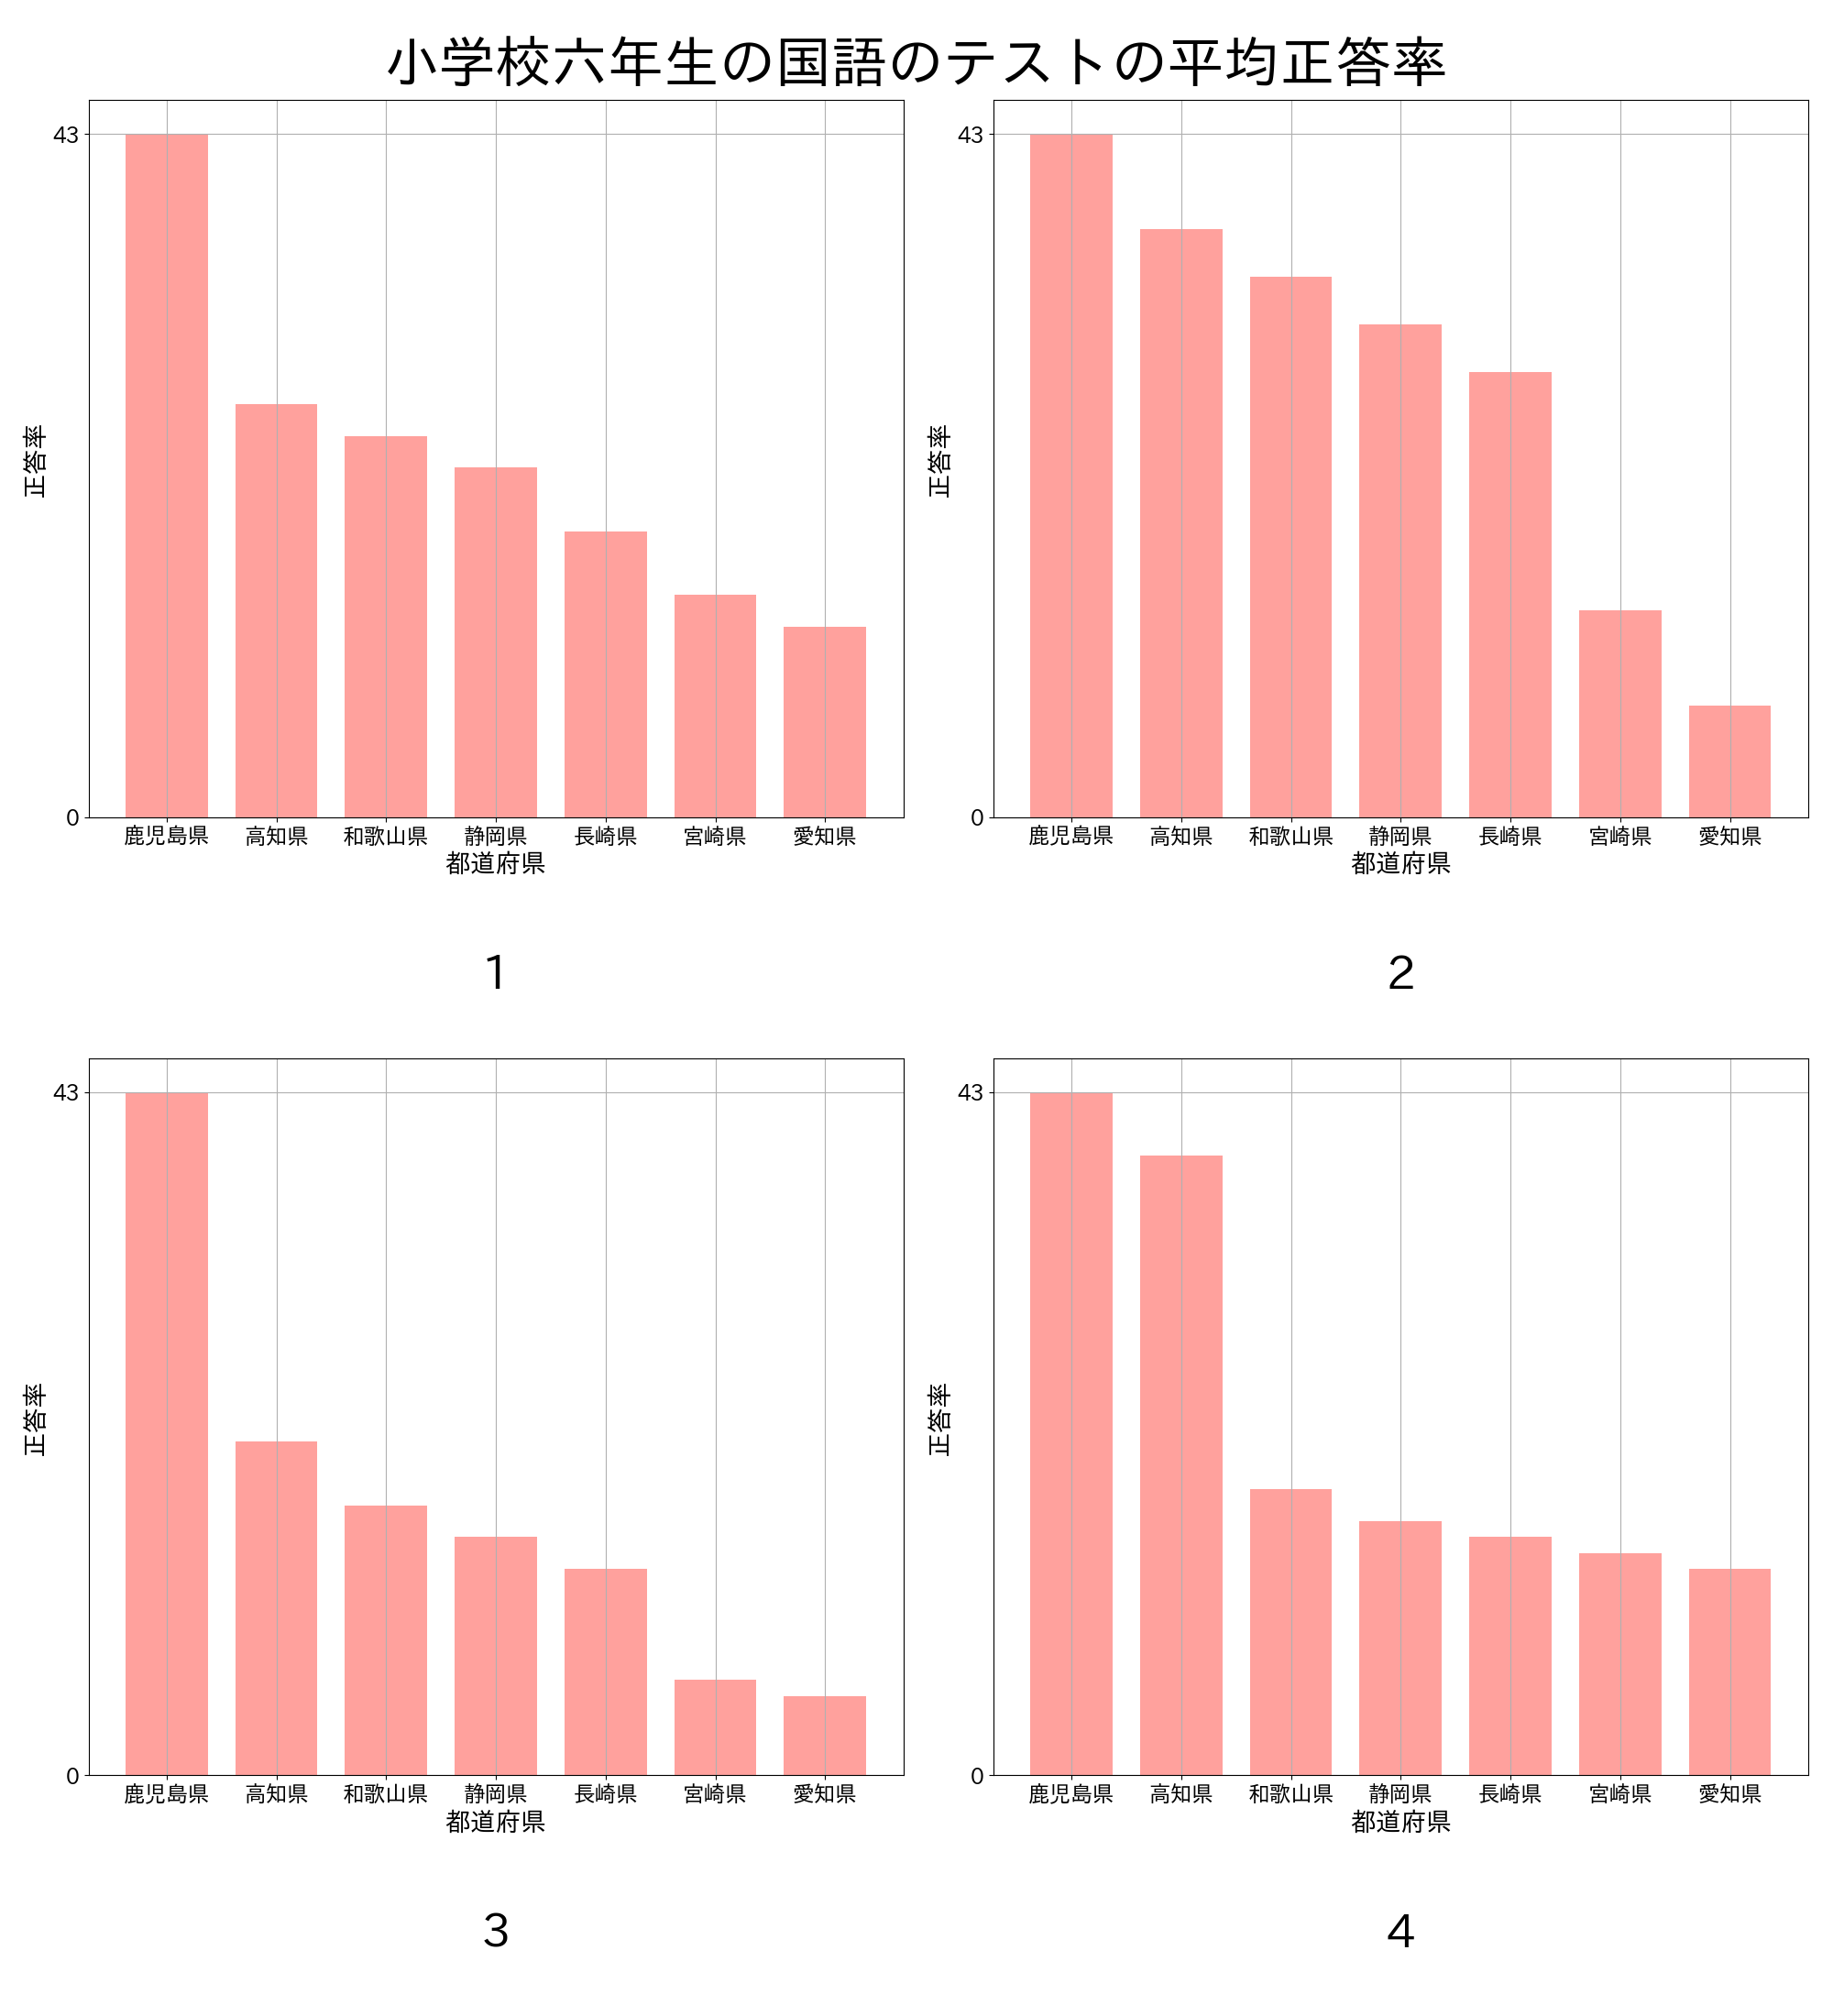 小学校六年生の国語のテストの平均正答率
43
0
正答率
鹿児島県 高知県 和歌山県 静岡県 長崎県 宮崎県 愛知県
都道府県
1
43
0
正答率
鹿児島県 高知県 和歌山県 静岡県 長崎県 宮崎県 愛知県
都道府県
2
43
0
正答率
鹿児島県 高知県 和歌山県 静岡県 長崎県 宮崎県 愛知県
都道府県
3
43
0
正答率
鹿児島県 高知県 和歌山県 静岡県 長崎県 宮崎県 愛知県
都道府県
4